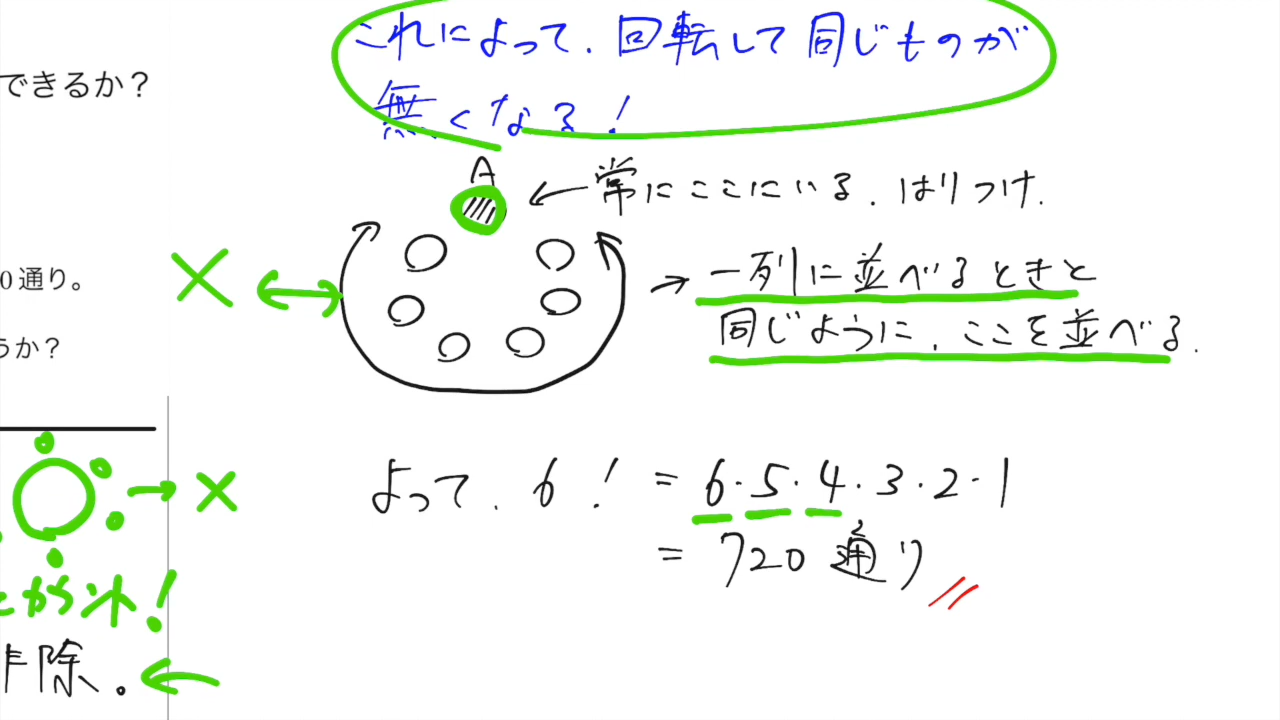 できるか？
0通り。
うか？
これによって、回転して同じものが
無くなる！
A
常にここにいる．はりつけ．
→ 一列に並べるときと
同じように、ここを並べる．
よって、6！ = 6・5・4・3・2・1
= 720通り
われ！
排除。